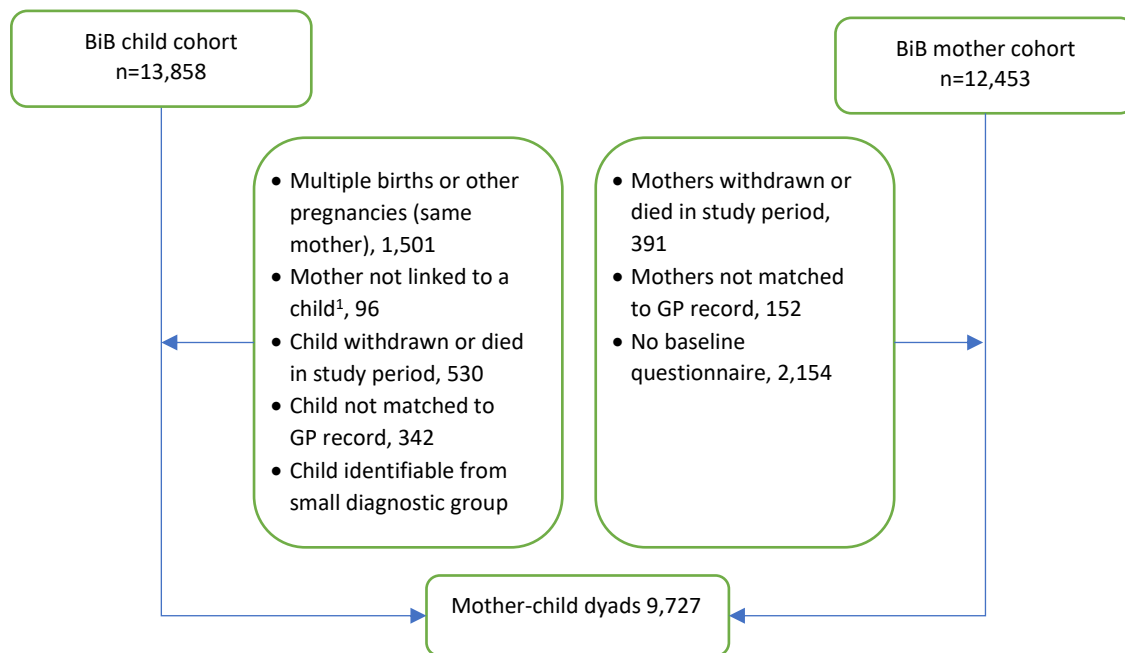 BiB child cohort
n=13,858
BiB mother cohort
n=12,453
• Multiple births or other
pregnancies (same
mother), 1,501
• Mother not linked to a
child¹, 96
• Child withdrawn or died
in study period, 530
• Child not matched to
GP record, 342
• Child identifiable from
small diagnostic group
• Mothers withdrawn or
died in study period,
391
• Mothers not matched
to GP record, 152
• No baseline
questionnaire, 2,154
Mother-child dyads 9,727